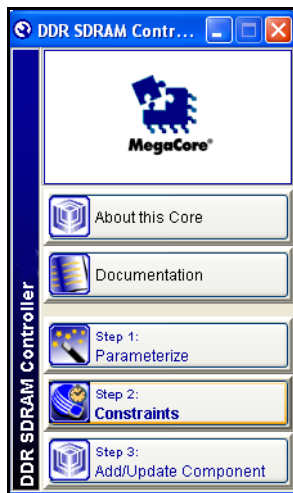 DDR SDRAM Contr...
MegaCore®
About this Core
Documentation
Step 1:
Parameterize
Step 2:
Constraints
Step 3:
Add/Update Component
DDR SDRAM Controller